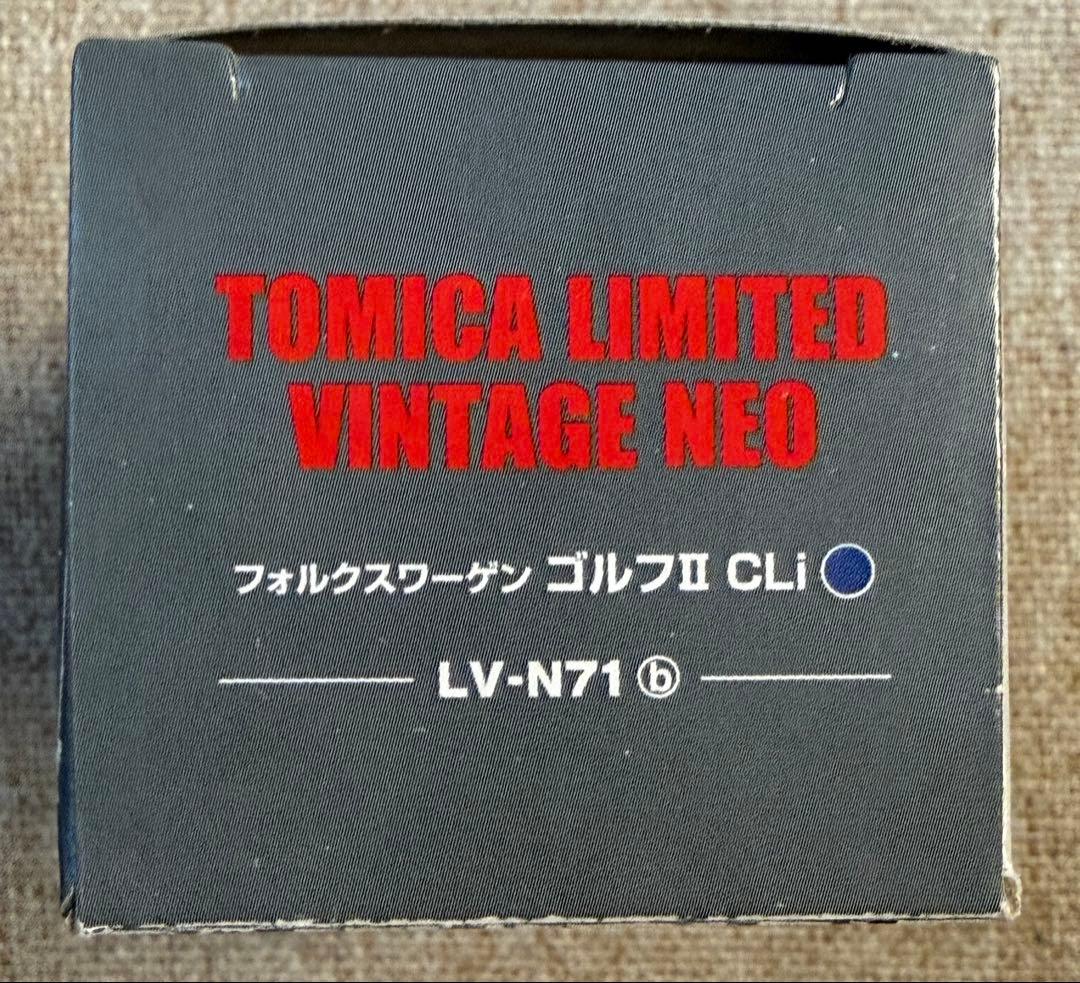 TOMICA LIMITED
VINTAGE NEO
フォルクスワーゲン ゴルフⅡ CLi
LV-N71 ⓑ